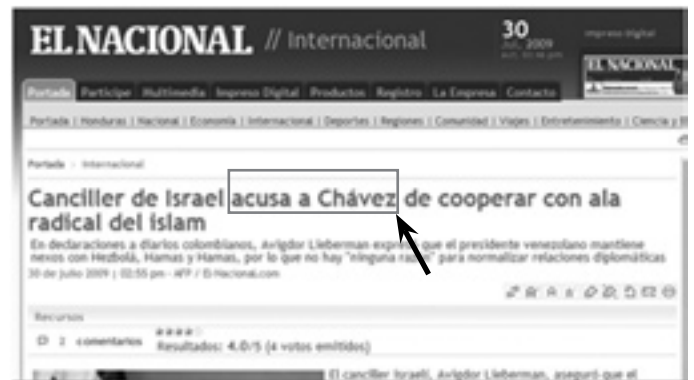 EL NACIONAL // Internacional
30
JUL, 2009
impreso digital
EL NACIONAL
Portada Participe Multimedia Impreso Digital Productos Registro La Empresa Contacto
Portada | Honduras | Nacional | Economía | Internacional | Deportes | Regiones | Comunidad | Viajes | Entretenimiento | Ciencia y
Portada > Internacional
Canciller de Israel acusa a Chávez de cooperar con ala
radical del islam
En declaraciones a diarios colombianos, Avigdor Lieberman expresó que el presidente venezolano mantiene
nexos con Hezbolá, Hamas y Hamas, por lo que no hay "ninguna razón" para normalizar relaciones diplomáticas
30 de julio 2009 | 02:55 pm - AFP / El-Nacional.com
Recursos
2 comentarios
Resultados: 4.0/5 (4 votos emitidos)
El canciller israelí, Avigdor Lieberman, aseguró que el